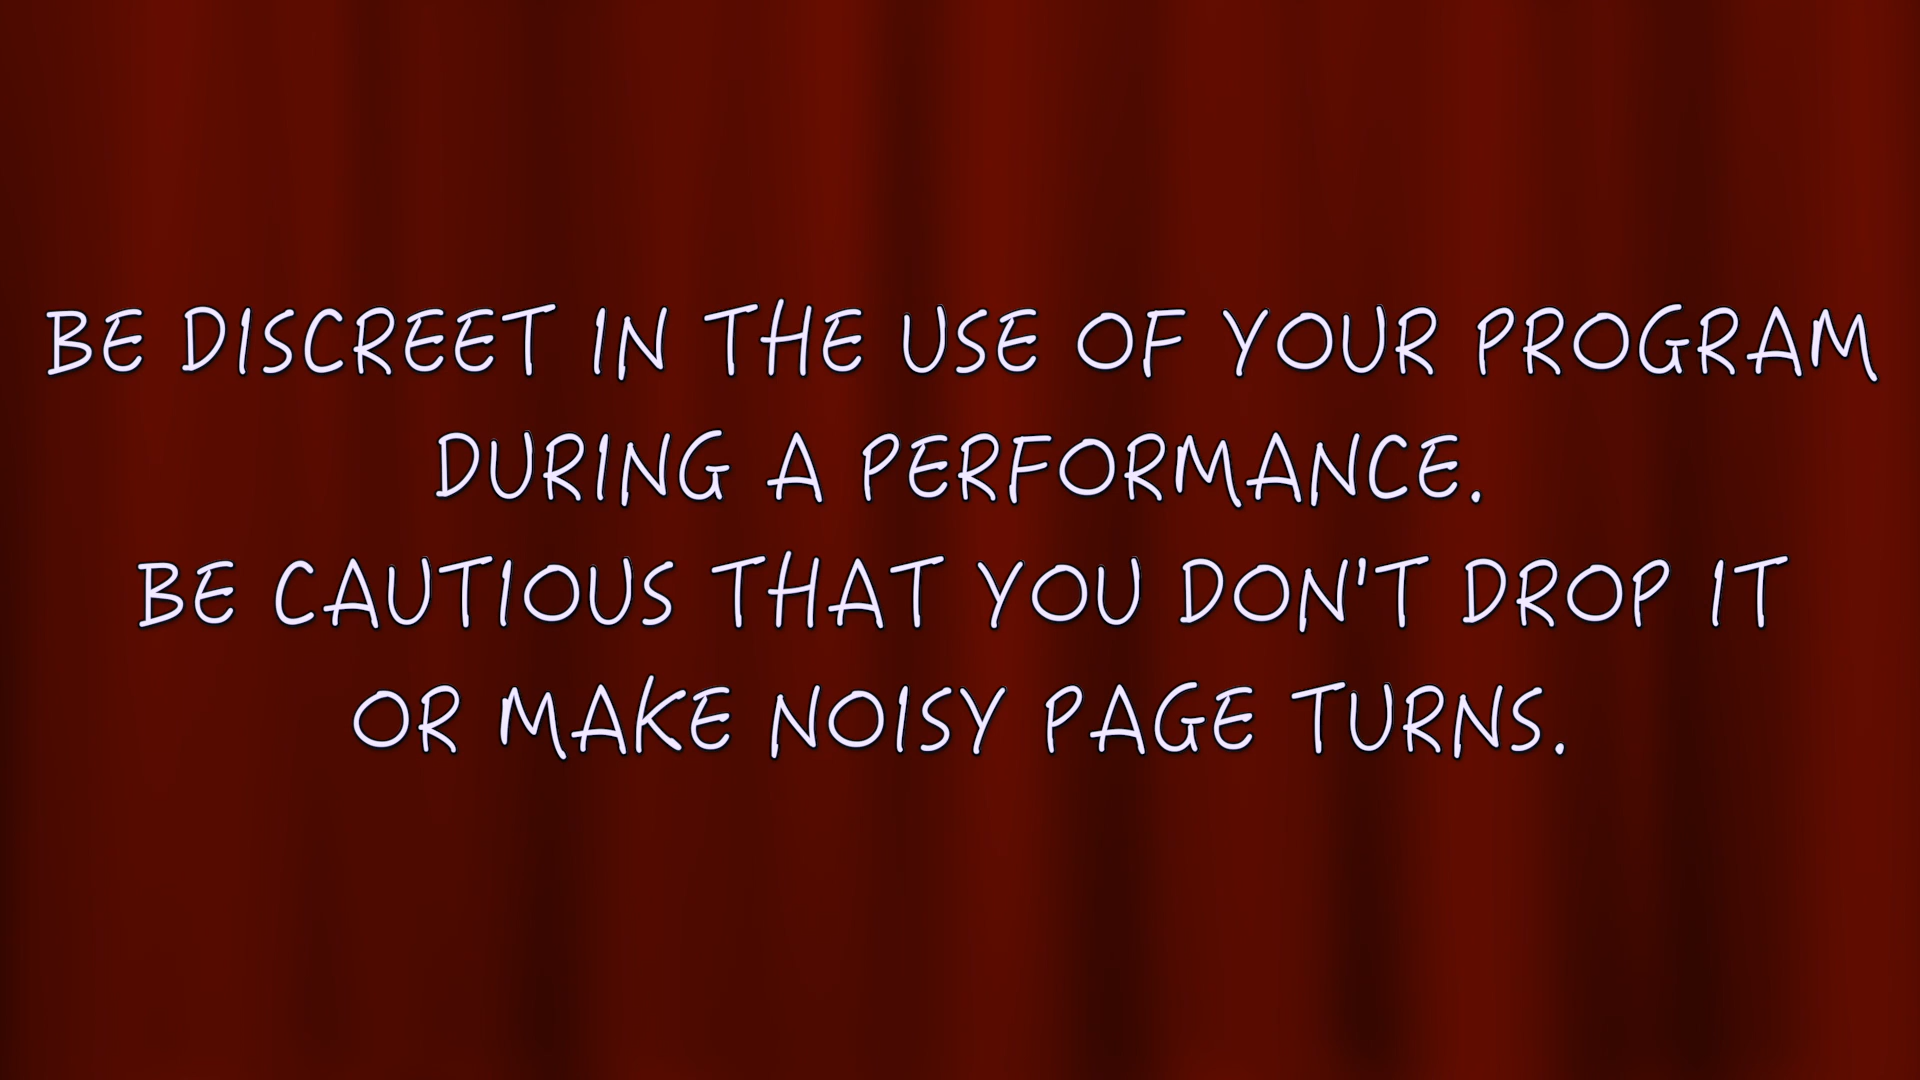 BE DISCREET IN THE USE OF YOUR PROGRAM
DURING A PERFORMANCE.
BE CAUTIOUS THAT YOU DON'T DROP IT
OR MAKE NOISY PAGE TURNS.